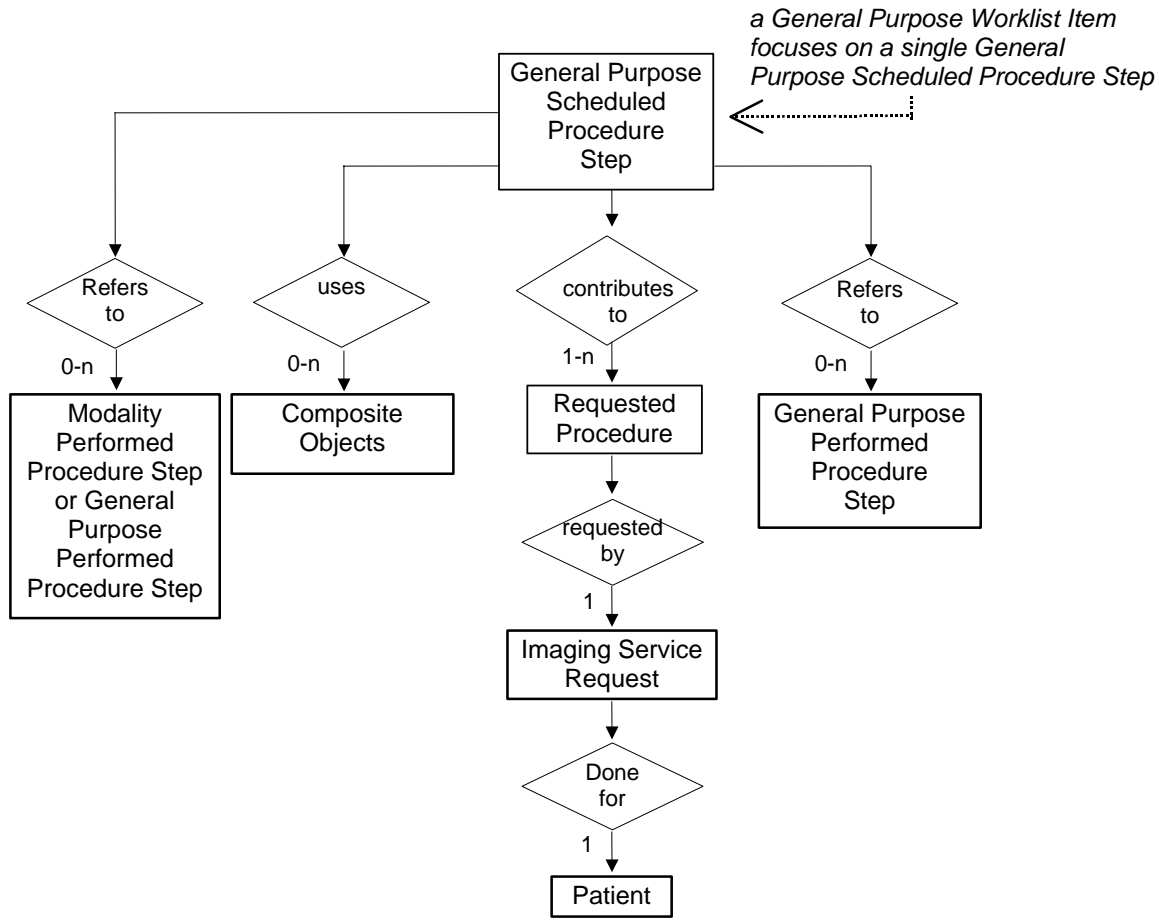 a General Purpose Worklist Item
focuses on a single General
Purpose Scheduled Procedure Step
General Purpose
Scheduled
Procedure
Step
Refers
to
uses
contributes
to
Refers
to
0-n
0-n
1-n
0-n
Modality
Performed
Procedure Step
or General
Purpose
Performed
Procedure Step
Composite
Objects
Requested
Procedure
General Purpose
Performed
Procedure
Step
requested
by
1
Imaging Service
Request
Done
for
1
Patient